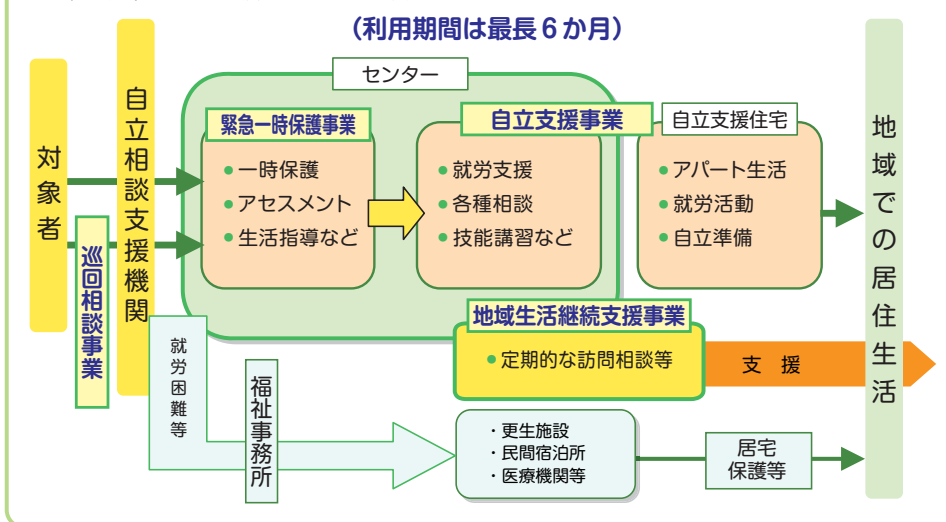 （利用期間は最長６か月）
センター
対象者
巡回相談事業
自立相談支援機関
緊急一時保護事業
●一時保護
●アセスメント
●生活指導など
自立支援事業
●就労支援
●各種相談
●技能講習など
自立支援住宅
●アパート生活
●就労活動
●自立準備
地域での居住生活
地域生活継続支援事業
●定期的な訪問相談等
支　援
就労困難等
福祉事務所
・更生施設
・民間宿泊所
・医療機関等
居宅
保護等